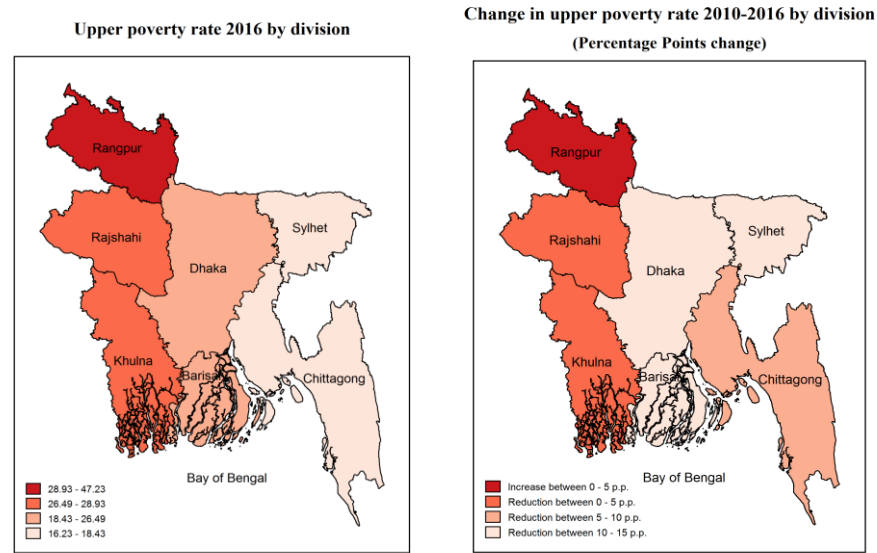 Upper poverty rate 2016 by division
Rangpur
Rajshahi
Sylhet
Dhaka
Khulna
Barisal
Chittagong
Bay of Bengal
28.93 - 47.23
26.49 - 28.93
18.43 - 26.49
16.23 - 18.43
Change in upper poverty rate 2010-2016 by division
(Percentage Points change)
Rangpur
Rajshahi
Sylhet
Dhaka
Khulna
Barisal
Chittagong
Bay of Bengal
Increase between 0 - 5 p.p.
Reduction between 0 - 5 p.p.
Reduction between 5 - 10 p.p.
Reduction between 10 - 15 p.p.